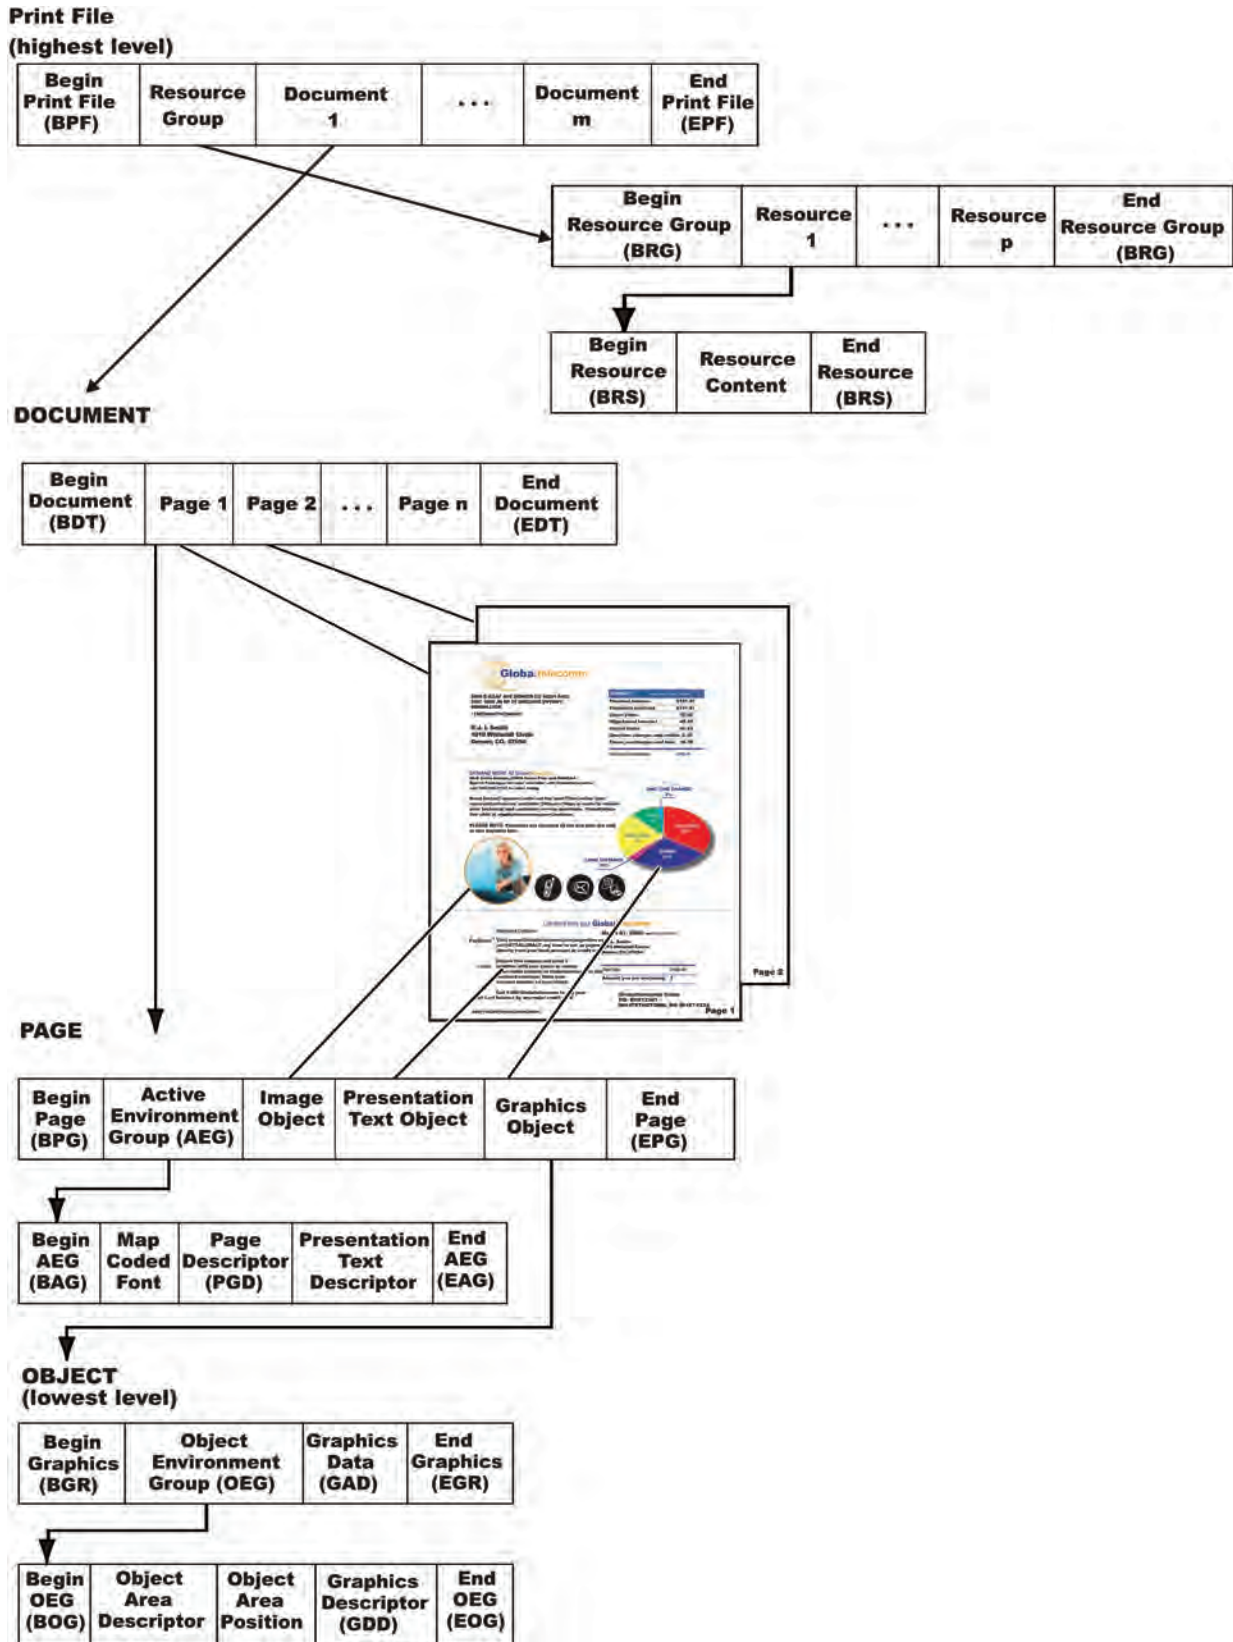 Print File
(highest level)
Begin
Print File
(BPF)
Resource
Group
Document
1
...
Document
m
End
Print File
(EPF)
Begin
Resource Group
(BRG)
Resource
1
...
Resource
p
End
Resource Group
(BRG)
Begin
Resource
(BRS)
Resource
Content
End
Resource
(BRS)
DOCUMENT
Begin
Document
(BDT)
Page 1
Page 2
...
Page n
End
Document
(EDT)
Page 2
Page 1
PAGE
Begin
Page
(BPG)
Active
Environment
Group (AEG)
Image
Object
Presentation
Text Object
Graphics
Object
End
Page
(EPG)
Begin
AEG
(BAG)
Map
Coded
Font
Page
Descriptor
(PGD)
Presentation
Text
Descriptor
End
AEG
(EAG)
OBJECT
(lowest level)
Begin
Graphics
(BGR)
Object
Environment
Group (OEG)
Graphics
Data
(GAD)
End
Graphics
(EGR)
Begin
OEG
(BOG)
Object
Area
Descriptor
Object
Area
Position
Graphics
Descriptor
(GDD)
End
OEG
(EOG)